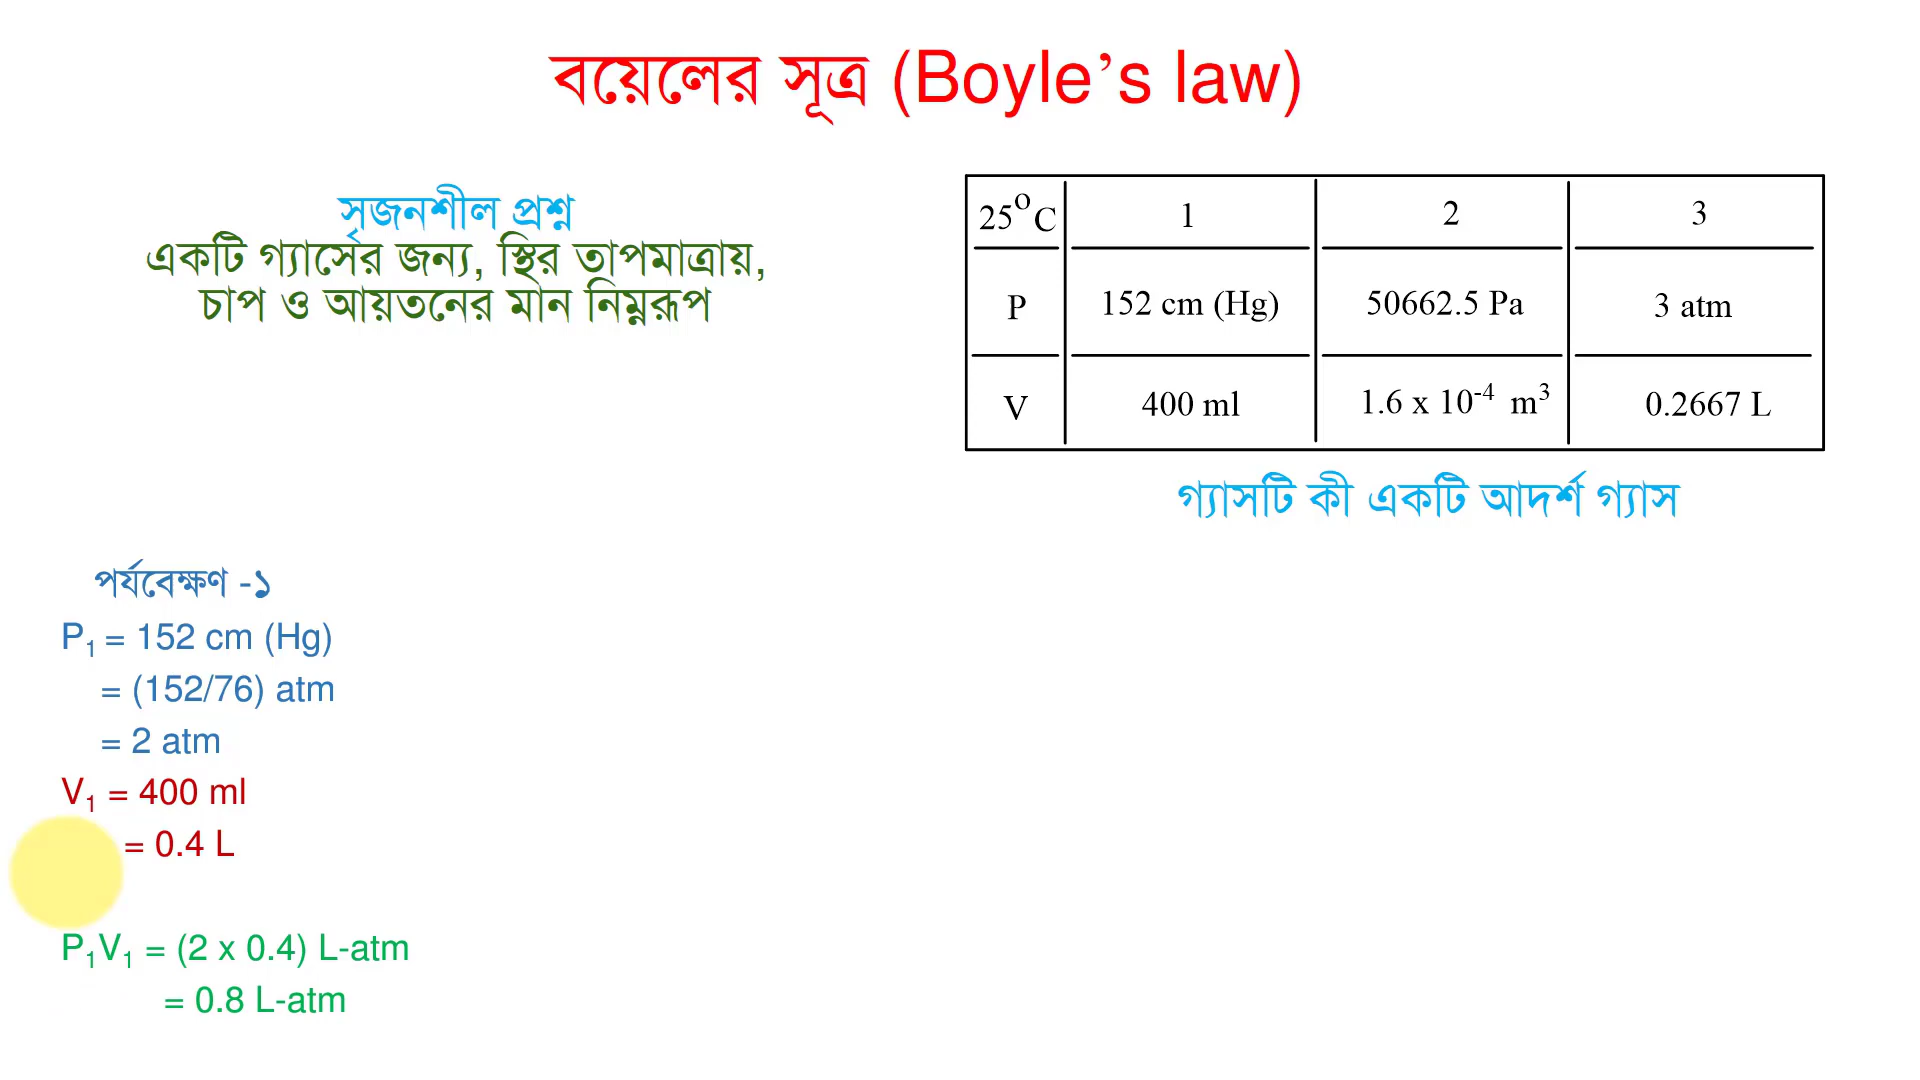 বয়েলের সূত্র (Boyle’s law)
সৃজনশীল প্রশ্ন
একটি গ্যাসের জন্য, স্থির তাপমাত্রায়,
চাপ ও আয়তনের মান নিম্নরূপ
25°C 1 2 3
P 152 cm (Hg) 50662.5 Pa 3 atm
V 400 ml 1.6 x 10⁻⁴ m³ 0.2667 L
গ্যাসটি কী একটি আদর্শ গ্যাস
পর্যবেক্ষণ -১
P₁ = 152 cm (Hg)
= (152/76) atm
= 2 atm
V₁ = 400 ml
= 0.4 L
P₁V₁ = (2 x 0.4) L-atm
= 0.8 L-atm